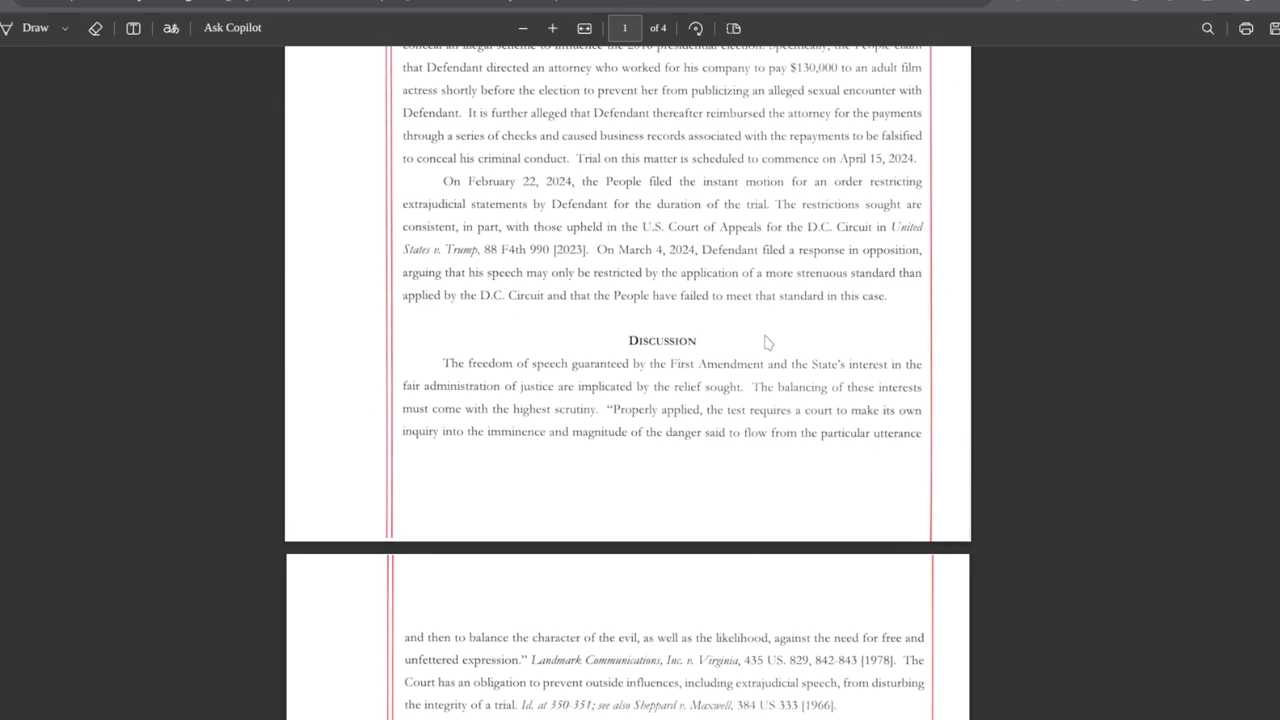 Draw
Ask Copilot
1
of 4
conceal an illegal scheme to influence the 2016 presidential election. Specifically, the People claim
that Defendant directed an attorney who worked for his company to pay $130,000 to an adult film
actress shortly before the election to prevent her from publicizing an alleged sexual encounter with
Defendant. It is further alleged that Defendant thereafter reimbursed the attorney for the payments
through a series of checks and caused business records associated with the repayments to be falsified
to conceal his criminal conduct. Trial on this matter is scheduled to commence on April 15, 2024.
On February 22, 2024, the People filed the instant motion for an order restricting
extrajudicial statements by Defendant for the duration of the trial. The restrictions sought are
consistent, in part, with those upheld in the U.S. Court of Appeals for the D.C. Circuit in United
States v. Trump, 88 F4th 990 [2023]. On March 4, 2024, Defendant filed a response in opposition,
arguing that his speech may only be restricted by the application of a more strenuous standard than
applied by the D.C. Circuit and that the People have failed to meet that standard in this case.
DISCUSSION
The freedom of speech guaranteed by the First Amendment and the State's interest in the
fair administration of justice are implicated by the relief sought. The balancing of these interests
must come with the highest scrutiny. "Properly applied, the test requires a court to make its own
inquiry into the imminence and magnitude of the danger said to flow from the particular utterance
and then to balance the character of the evil, as well as the likelihood, against the need for free and
unfettered expression." Landmark Communications, Inc. v. Virginia, 435 US. 829, 842-843 [1978]. The
Court has an obligation to prevent outside influences, including extrajudicial speech, from disturbing
the integrity of a trial. Id. at 350-351; see also Sheppard v. Maxwell, 384 US 333 [1966].